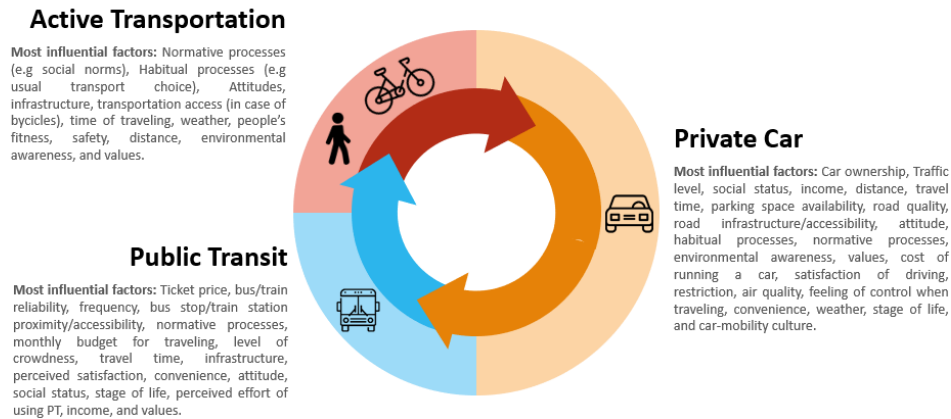 Active Transportation
Most influential factors: Normative processes
(e.g social norms), Habitual processes (e.g
usual transport choice), Attitudes,
infrastructure, transportation access (in case of
bycicles), time of traveling, weather, people's
fitness, safety, distance, environmental
awareness, and values.
Private Car
Most influential factors: Car ownership, Traffic
level, social status, income, distance, travel
time, parking space availability, road quality,
road infrastructure/accessibility, attitude,
habitual processes, normative processes,
environmental awareness, values, cost of
running a car, satisfaction of driving,
restriction, air quality, feeling of control when
traveling, convenience, weather, stage of life,
and car-mobility culture.
Public Transit
Most influential factors: Ticket price, bus/train
reliability, frequency, bus stop/train station
proximity/accessibility, normative processes,
monthly budget for traveling, level of
crowdness, travel time, infrastructure,
perceived satisfaction, convenience, attitude,
social status, stage of life, perceived effort of
using PT, income, and values.